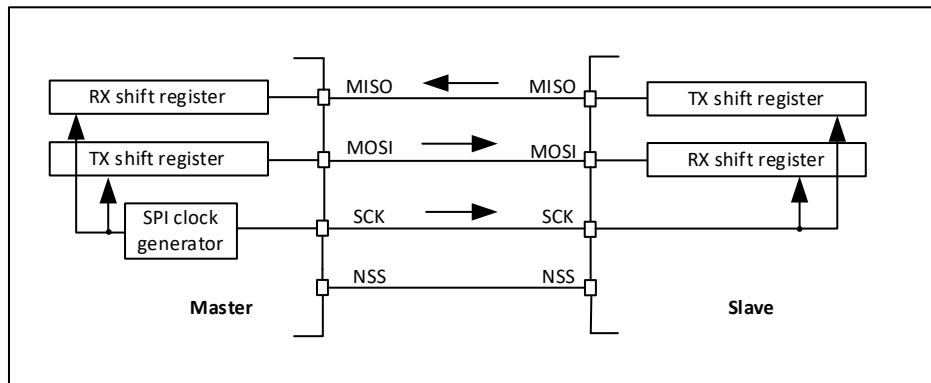 MISO MISO
RX shift register TX shift register
MOSI MOSI
TX shift register RX shift register
SCK SCK
SPI clock
generator
NSS NSS
Master Slave